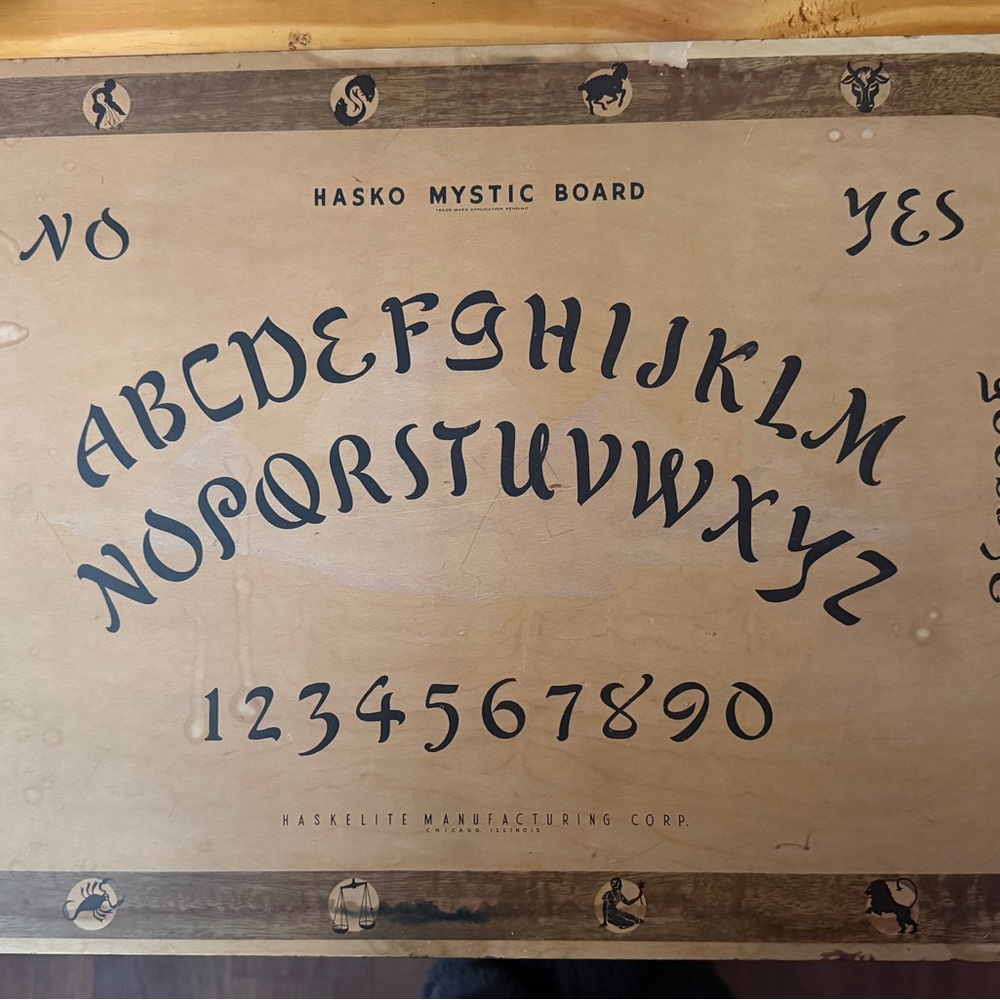 HASKO MYSTIC BOARD
TRADE MARK APPLICATION PENDING
NO YES
ABCDEFGHIJKLM
NOPQRSTUVWXYZ
1234567890
HASKELITE MANUFACTURING CORP.
CHICAGO, ILLINOIS